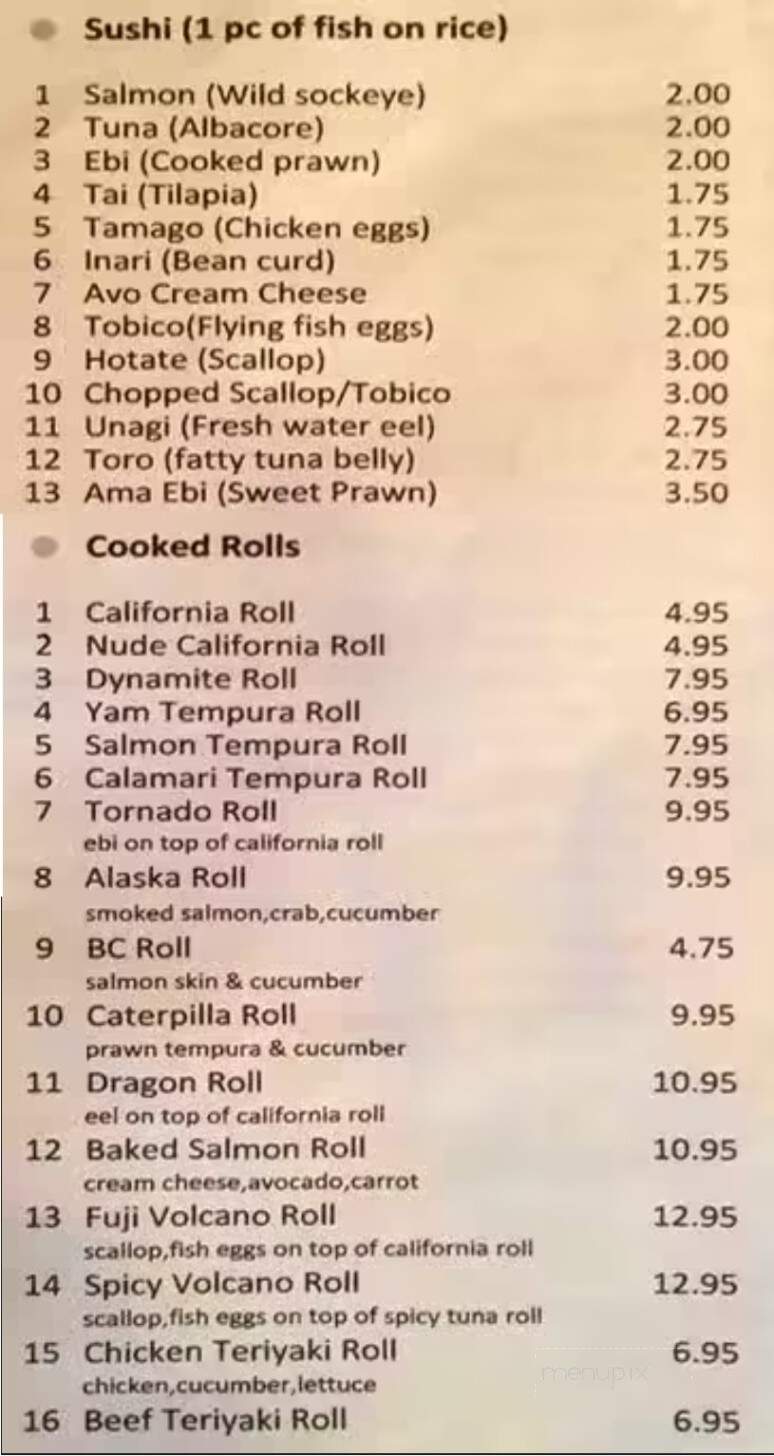 Sushi (1 pc of fish on rice)
1 Salmon (Wild sockeye) 2.00
2 Tuna (Albacore) 2.00
3 Ebi (Cooked prawn) 2.00
4 Tai (Tilapia) 1.75
5 Tamago (Chicken eggs) 1.75
6 Inari (Bean curd) 1.75
7 Avo Cream Cheese 1.75
8 Tobico(Flying fish eggs) 2.00
9 Hotate (Scallop) 3.00
10 Chopped Scallop/Tobico 3.00
11 Unagi (Fresh water eel) 2.75
12 Toro (fatty tuna belly) 2.75
13 Ama Ebi (Sweet Prawn) 3.50
Cooked Rolls
1 California Roll 4.95
2 Nude California Roll 4.95
3 Dynamite Roll 7.95
4 Yam Tempura Roll 6.95
5 Salmon Tempura Roll 7.95
6 Calamari Tempura Roll 7.95
7 Tornado Roll 9.95
ebi on top of california roll
8 Alaska Roll 9.95
smoked salmon,crab,cucumber
9 BC Roll 4.75
salmon skin & cucumber
10 Caterpilla Roll 9.95
prawn tempura & cucumber
11 Dragon Roll 10.95
eel on top of california roll
12 Baked Salmon Roll 10.95
cream cheese,avocado,carrot
13 Fuji Volcano Roll 12.95
scallop,fish eggs on top of california roll
14 Spicy Volcano Roll 12.95
scallop,fish eggs on top of spicy tuna roll
15 Chicken Teriyaki Roll 6.95
menupix
chicken,cucumber,lettuce
16 Beef Teriyaki Roll 6.95